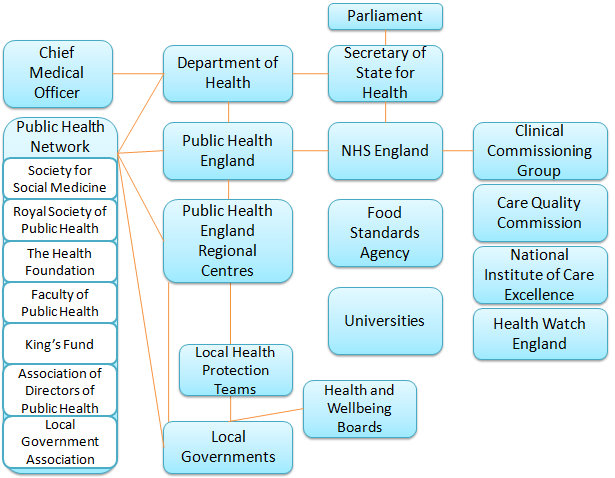 Parliament
Chief
Medical
Officer
Department of
Health
Secretary of
State for
Health
Public Health
Network
Society for
Social Medicine
Royal Society of
Public Health
The Health
Foundation
Faculty of
Public Health
King's Fund
Association of
Directors of
Public Health
Local
Government
Association
Public Health
England
NHS England
Clinical
Commissioning
Group
Public Health
England
Regional
Centres
Food
Standards
Agency
Care Quality
Commission
National
Institute of Care
Excellence
Universities
Health Watch
England
Local Health
Protection
Teams
Health and
Wellbeing
Boards
Local
Governments